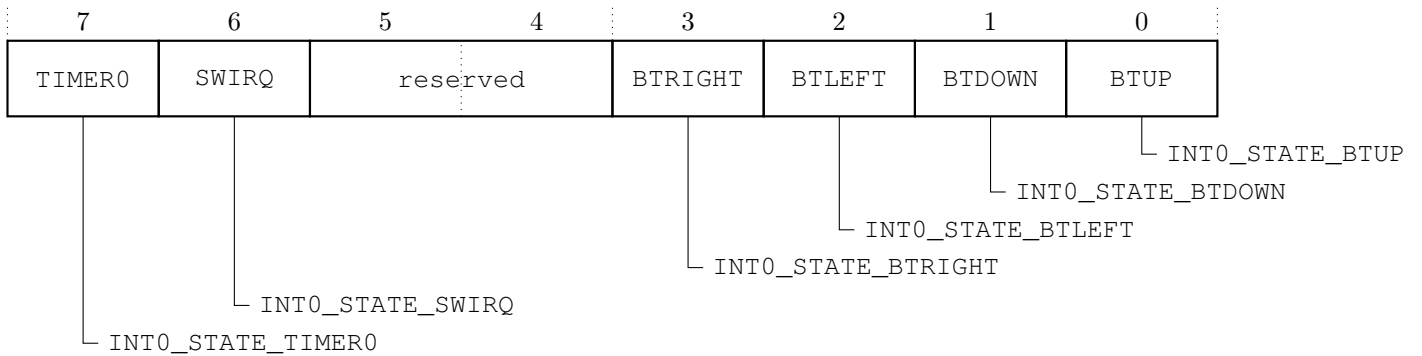 7 6 5 4 3 2 1 0
TIMER0 SWIRQ reserved BTRIGHT BTLEFT BTDOWN BTUP
INT0_STATE_BTUP
INT0_STATE_BTDOWN
INT0_STATE_BTLEFT
INT0_STATE_BTRIGHT
INT0_STATE_SWIRQ
INT0_STATE_TIMER0